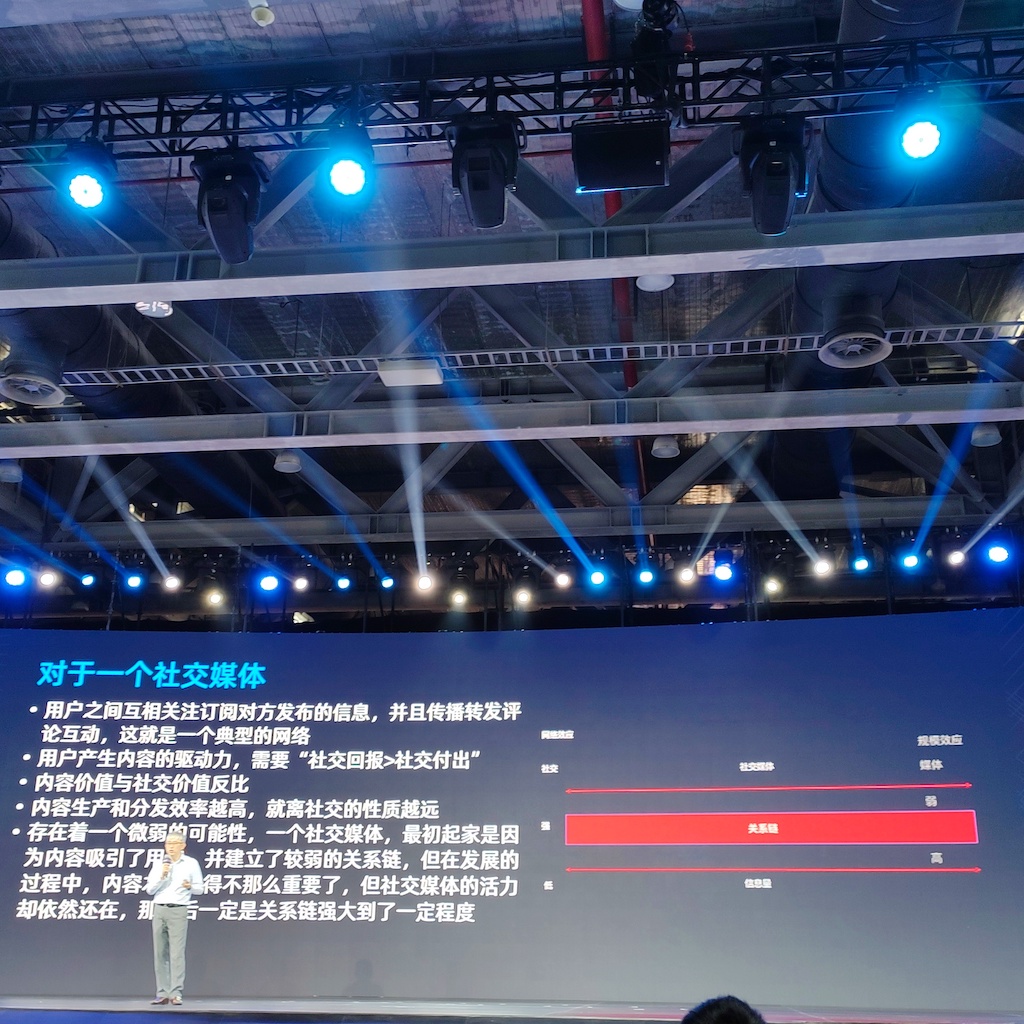 对于一个社交媒体
• 用户之间互相关注订阅对方发布的信息，并且传播转发评
论互动，这就是一个典型的网络
• 用户产生内容的驱动力，需要“社交回报>社交付出”
• 内容价值与社交价值反比
• 内容生产和分发效率越高，就离社交的性质越远
• 存在着一个微弱的可能性，一个社交媒体，最初起家是因
为内容吸引了用 并建立了较弱的关系链，但在发展的
过程中，内容 得不那么重要了，但社交媒体的活力
却依然还在，那 后一定是关系链强大到了一定程度
网络效应
规模效应
社交
社交媒体
媒体
弱
强
关系链
高
低
信息量